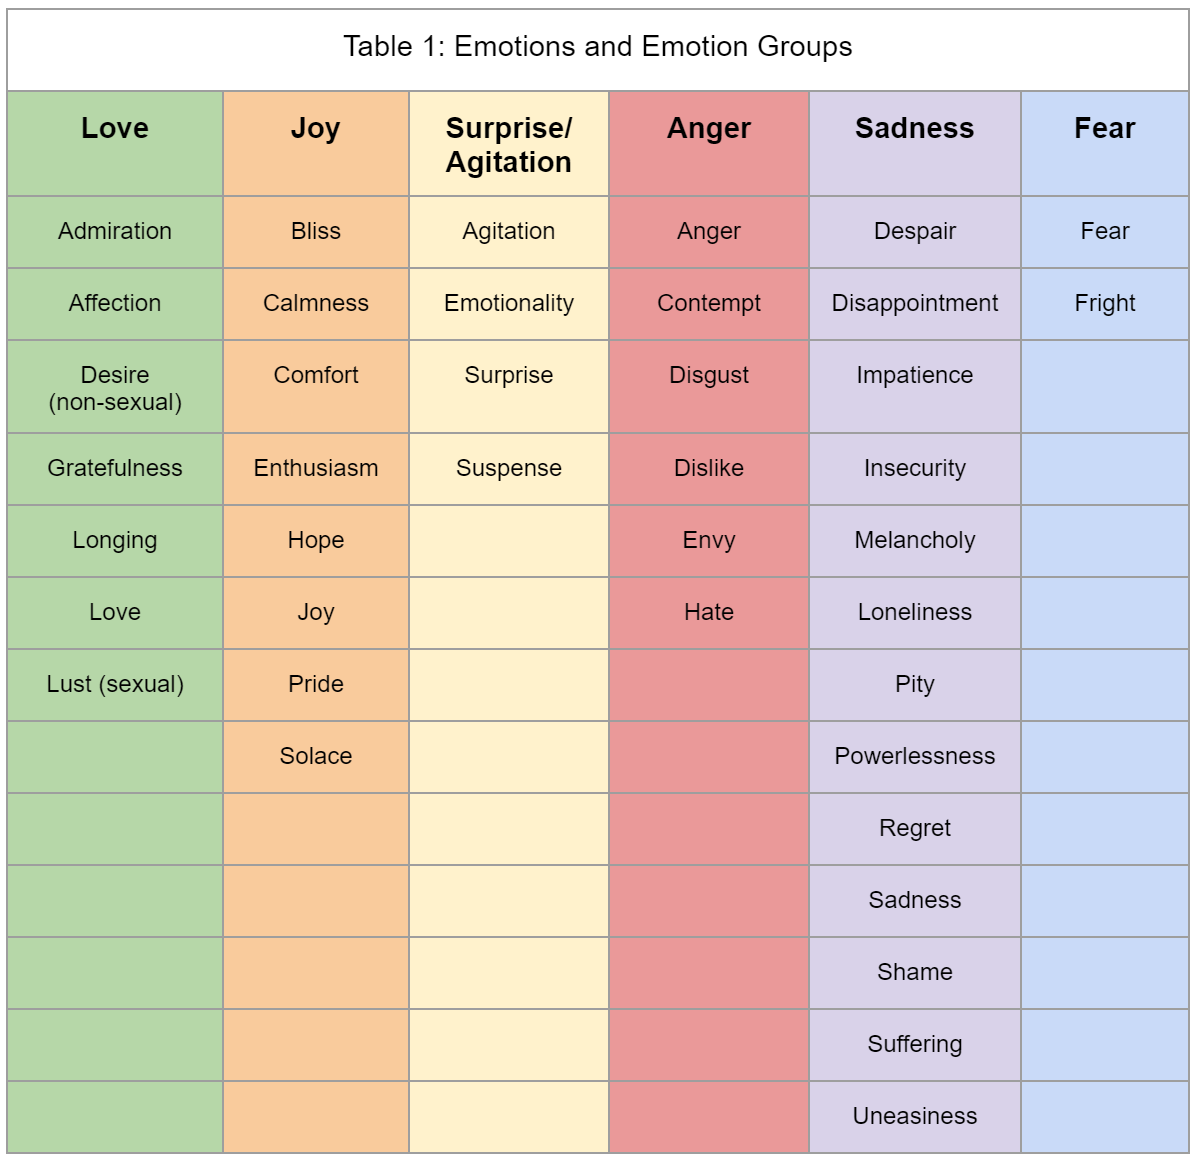 Table 1: Emotions and Emotion Groups
Love Joy Surprise/ Anger Sadness Fear
Agitation
Admiration Bliss Agitation Anger Despair Fear
Affection Calmness Emotionality Contempt Disappointment Fright
Desire Comfort Surprise Disgust Impatience
(non-sexual)
Gratefulness Enthusiasm Suspense Dislike Insecurity
Longing Hope Envy Melancholy
Love Joy Hate Loneliness
Lust (sexual) Pride Pity
Solace Powerlessness
Regret
Sadness
Shame
Suffering
Uneasiness